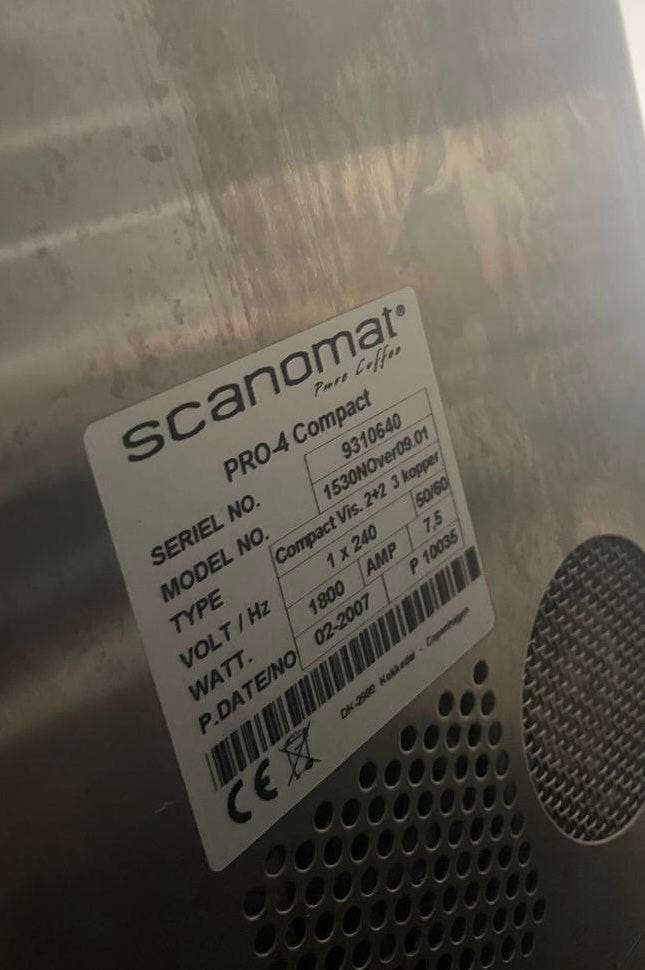 scanomat®
Pure Coffee
PRO-4 Compact
SERIEL NO. 9310640
MODEL NO. 1530NOver09.01
TYPE Compact Vis. 2+2 3 kopper
VOLT / Hz 1 x 240 50/60
WATT. 1800 AMP 7,5
P.DATE/NO 02-2007 P 10035
DK-2980 Kokkedal - Copenhagen
CE